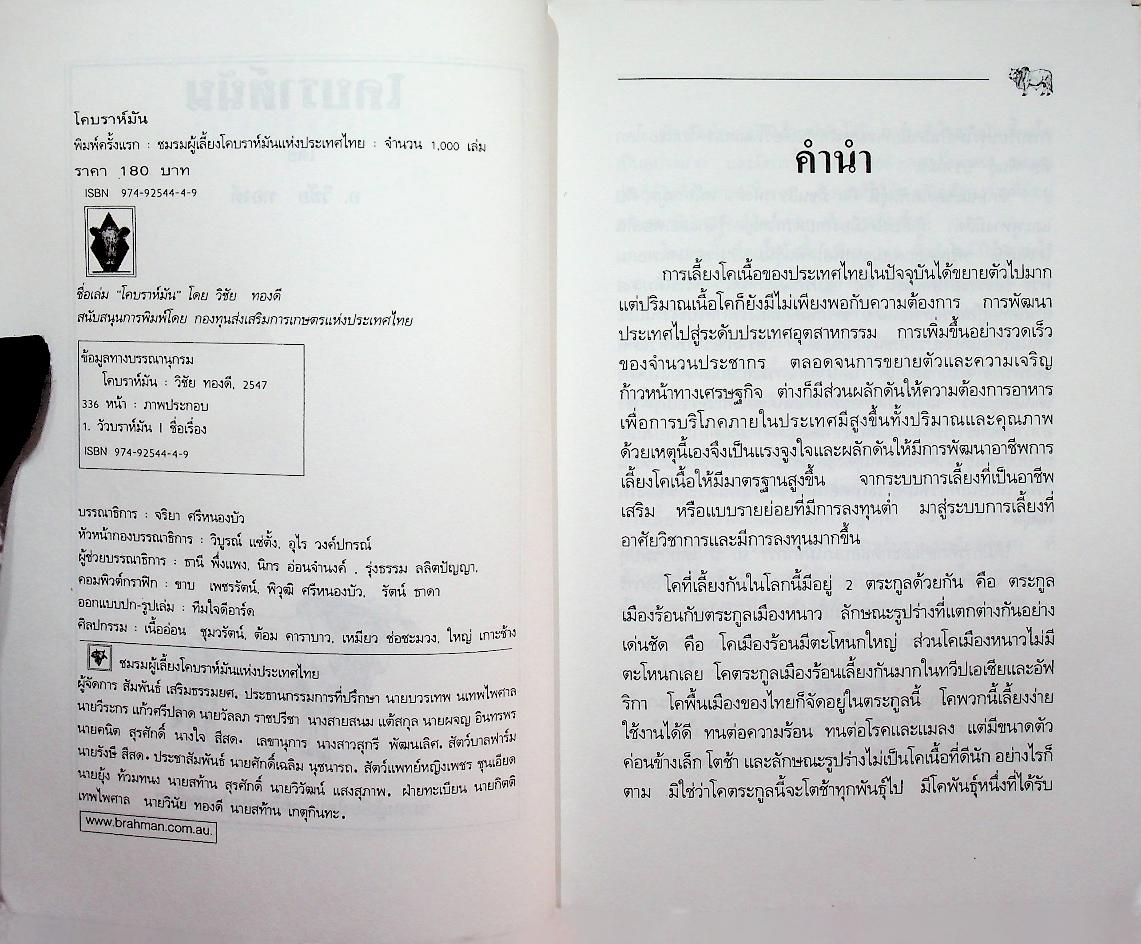 โคบราห์มัน
พิมพ์ครั้งแรก : ชมรมผู้เลี้ยงโคบราห์มันแห่งประเทศไทย : จำนวน 1,000 เล่ม
ราคา 180 บาท
ISBN 974-92544-4-9
ชื่อเล่ม "โคบราห์มัน" โดย วิชัย ทองดี
สนับสนุนการพิมพ์โดย กองทุนส่งเสริมการเกษตรแห่งประเทศไทย
ข้อมูลทางบรรณานุกรม
โคบราห์มัน : วิชัย ทองดี, 2547
336 หน้า : ภาพประกอบ
1. วัวบราห์มัน I ชื่อเรื่อง
ISBN 974-92544-4-9
บรรณาธิการ : จริยา ศรีหนองบัว
หัวหน้ากองบรรณาธิการ : วิบูรณ์ แซ่ตั้ง, อุไร วงค์ปกรณ์
ผู้ช่วยบรรณาธิการ : ธานี พึ่งแพง, นิกร อ่อนจำนงค์ , รุ่งธรรม ลลิตปัญญา,
คอมพิวต์กราฟิก : ขาบ เพชรรัตน์, พิวุฒิ ศรีหนองบัว, รัตน์ ธาดา
ออกแบบปก-รูปเล่ม : ทีมใจดีอาร์ต
ศิลปกรรม : เนื้ออ่อน ชุมวรัตน์, ต้อม คาราบาว, เหมียว ช่อชะมวง, ใหญ่ เกาะช้าง
ชมรมผู้เลี้ยงโคบราห์มันแห่งประเทศไทย
ผู้จัดการ สัมพันธ์ เสริมธรรมยศ, ประธานกรรมการที่ปรึกษา นายบวรเทพ นเทพไพศาล
นายวีระกร แก้วศรีปลาด นายวัลลภ ราชปรีชา นางสายสนม แต้สกุล นายผจญ อินทรพร
นายคนิต สุรศักดิ์ นางใจ สีสด, เลขานุการ นางสาวสุกรี พัฒนเลิศ, สัตว์บาลฟาร์ม
นายรังษี สีสด, ประชาสัมพันธ์ นายศักดิ์เฉลิม นุชนารถ, สัตว์แพทย์หญิงเพชร ชุนเอียด
นายยุ้ง ท้วมทนง นายสท้าน สุรศักดิ์ นายวิวัฒน์ แสงสุภาพ, ฝ่ายทะเบียน นายกิตติ
เทพไพศาล นายวินัย ทองดี นายสท้าน เกตุกินทะ,
www.brahman.com.au.
คำนำ
การเลี้ยงโคเนื้อของประเทศไทยในปัจจุบันได้ขยายตัวไปมาก
แต่ปริมาณเนื้อโคก็ยังมีไม่เพียงพอกับความต้องการ การพัฒนา
ประเทศไปสู่ระดับประเทศอุตสาหกรรม การเพิ่มขึ้นอย่างรวดเร็ว
ของจำนวนประชากร ตลอดจนการขยายตัวและความเจริญ
ก้าวหน้าทางเศรษฐกิจ ต่างก็มีส่วนผลักดันให้ความต้องการอาหาร
เพื่อการบริโภคภายในประเทศมีสูงขึ้นทั้งปริมาณและคุณภาพ
ด้วยเหตุนี้เองจึงเป็นแรงจูงใจและผลักดันให้มีการพัฒนาอาชีพการ
เลี้ยงโคเนื้อให้มีมาตรฐานสูงขึ้น จากระบบการเลี้ยงที่เป็นอาชีพ
เสริม หรือแบบรายย่อยที่มีการลงทุนต่ำ มาสู่ระบบการเลี้ยงที่
อาศัยวิชาการและมีการลงทุนมากขึ้น
โคที่เลี้ยงกันในโลกนี้มีอยู่ 2 ตระกูลด้วยกัน คือ ตระกูล
เมืองร้อนกับตระกูลเมืองหนาว ลักษณะรูปร่างที่แตกต่างกันอย่าง
เด่นชัด คือ โคเมืองร้อนมีตะโหนกใหญ่ ส่วนโคเมืองหนาวไม่มี
ตะโหนกเลย โคตระกูลเมืองร้อนเลี้ยงกันมากในทวีปเอเชียและอัฟ
ริกา โคพื้นเมืองของไทยก็จัดอยู่ในตระกูลนี้ โคพวกนี้เลี้ยงง่าย
ใช้งานได้ดี ทนต่อความร้อน ทนต่อโรคและแมลง แต่มีขนาดตัว
ค่อนข้างเล็ก โตช้า และลักษณะรูปร่างไม่เป็นโคเนื้อที่ดีนัก อย่างไรก็
ตาม มิใช่ว่าโคตระกูลนี้จะโตช้าทุกพันธุ์ไป มีโคพันธุ์หนึ่งที่ได้รับ